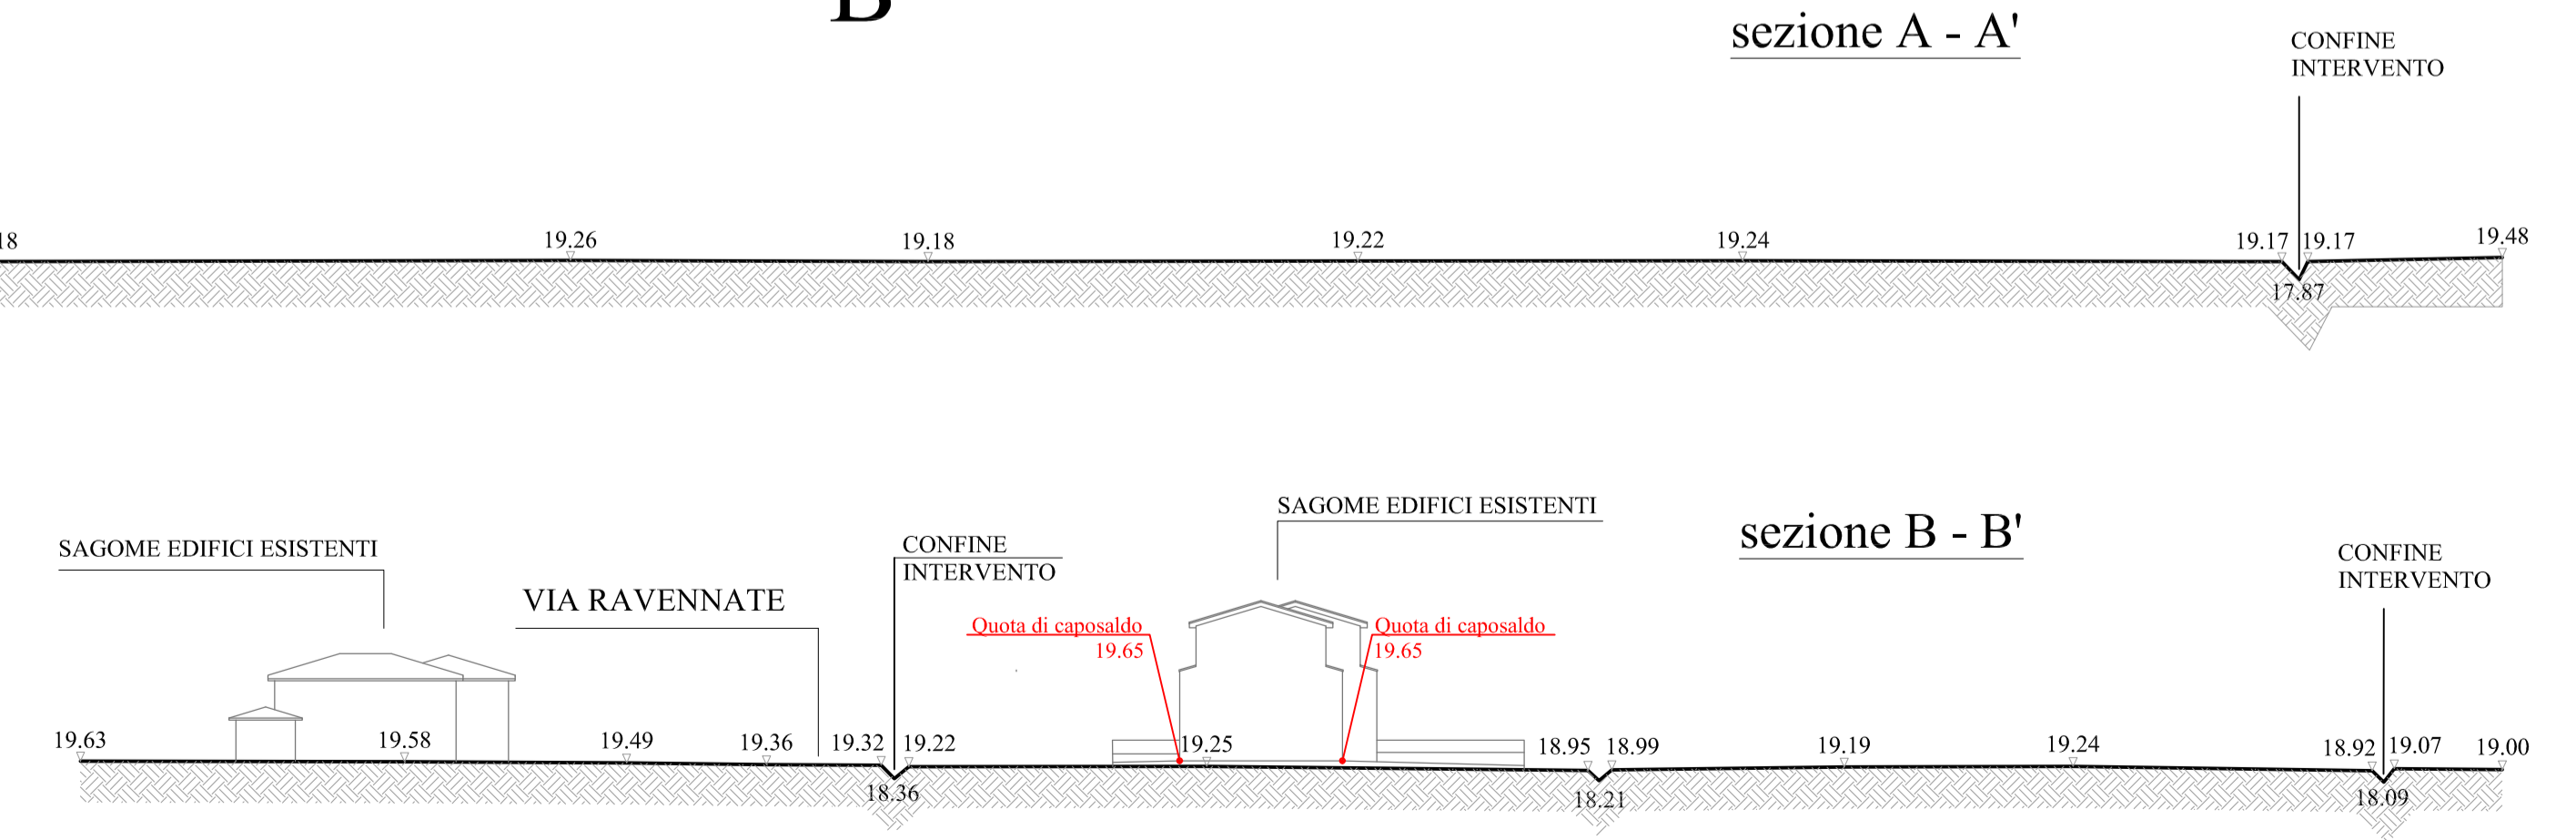 B
sezione A - A'
CONFINE
INTERVENTO
18
19.26
19.18
19.22
19.24
19.17
19.17
19.48
17.87
SAGOME EDIFICI ESISTENTI
sezione B - B'
SAGOME EDIFICI ESISTENTI
CONFINE
INTERVENTO
CONFINE
INTERVENTO
VIA RAVENNATE
Quota di caposaldo
19.65
Quota di caposaldo
19.65
19.63
19.58
19.49
19.36
19.32
19.22
19.25
18.95
18.99
19.19
19.24
18.92
19.07
19.00
18.36
18.21
18.09